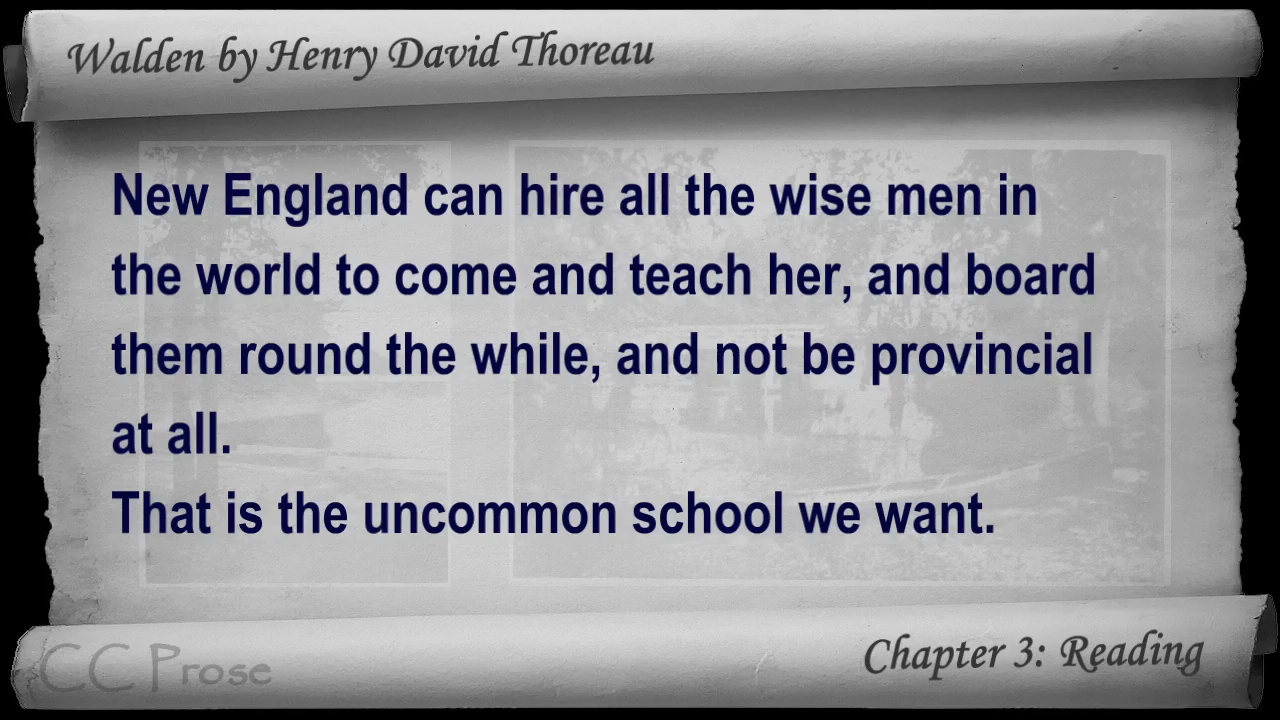 Walden by Henry David Thoreau
New England can hire all the wise men in
the world to come and teach her, and board
them round the while, and not be provincial
at all.
That is the uncommon school we want.
CC Prose
Chapter 3: Reading